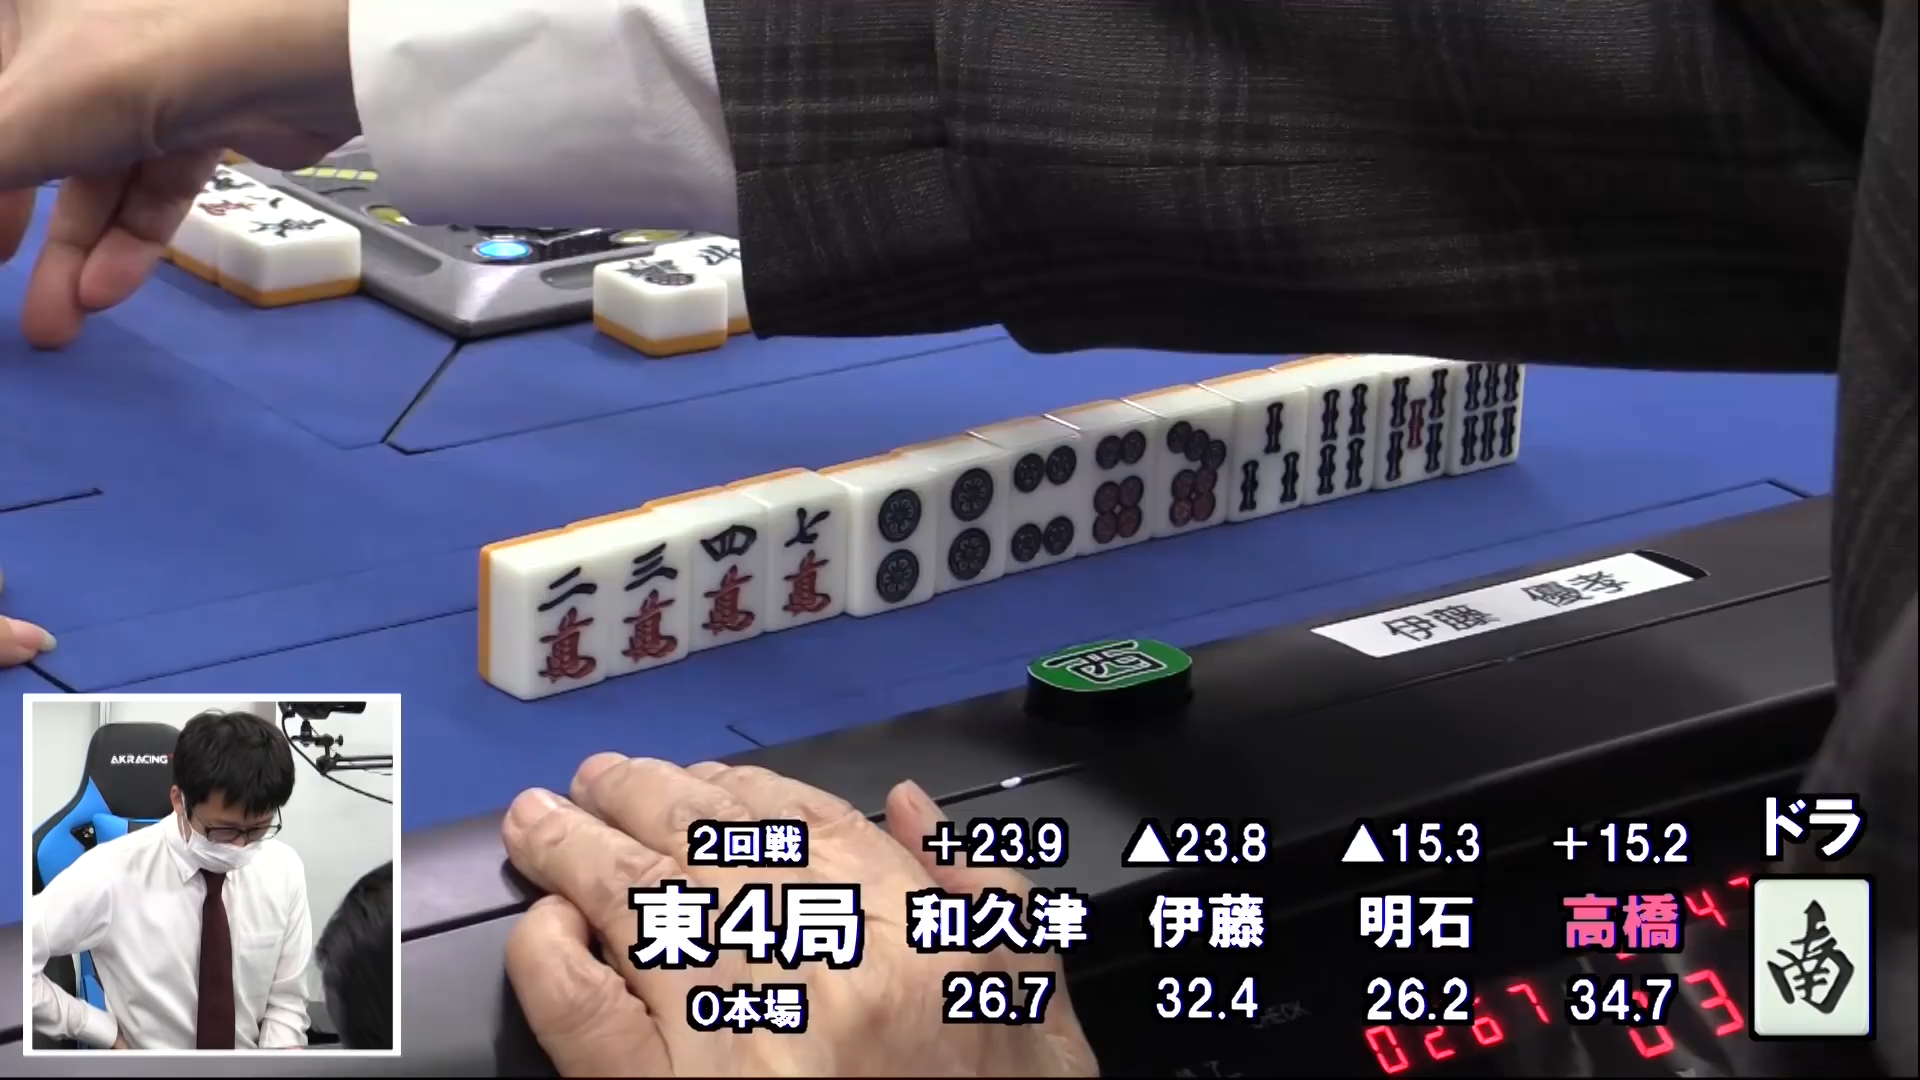 二萬 三萬 四萬 七萬
伊藤 優孝
西
AKRACING
2回戦 +23.9 ▲23.8 ▲15.3 +15.2 ドラ
東4局 和久津 伊藤 明石 高橋
0本場 26.7 32.4 26.2 34.7
南
0267